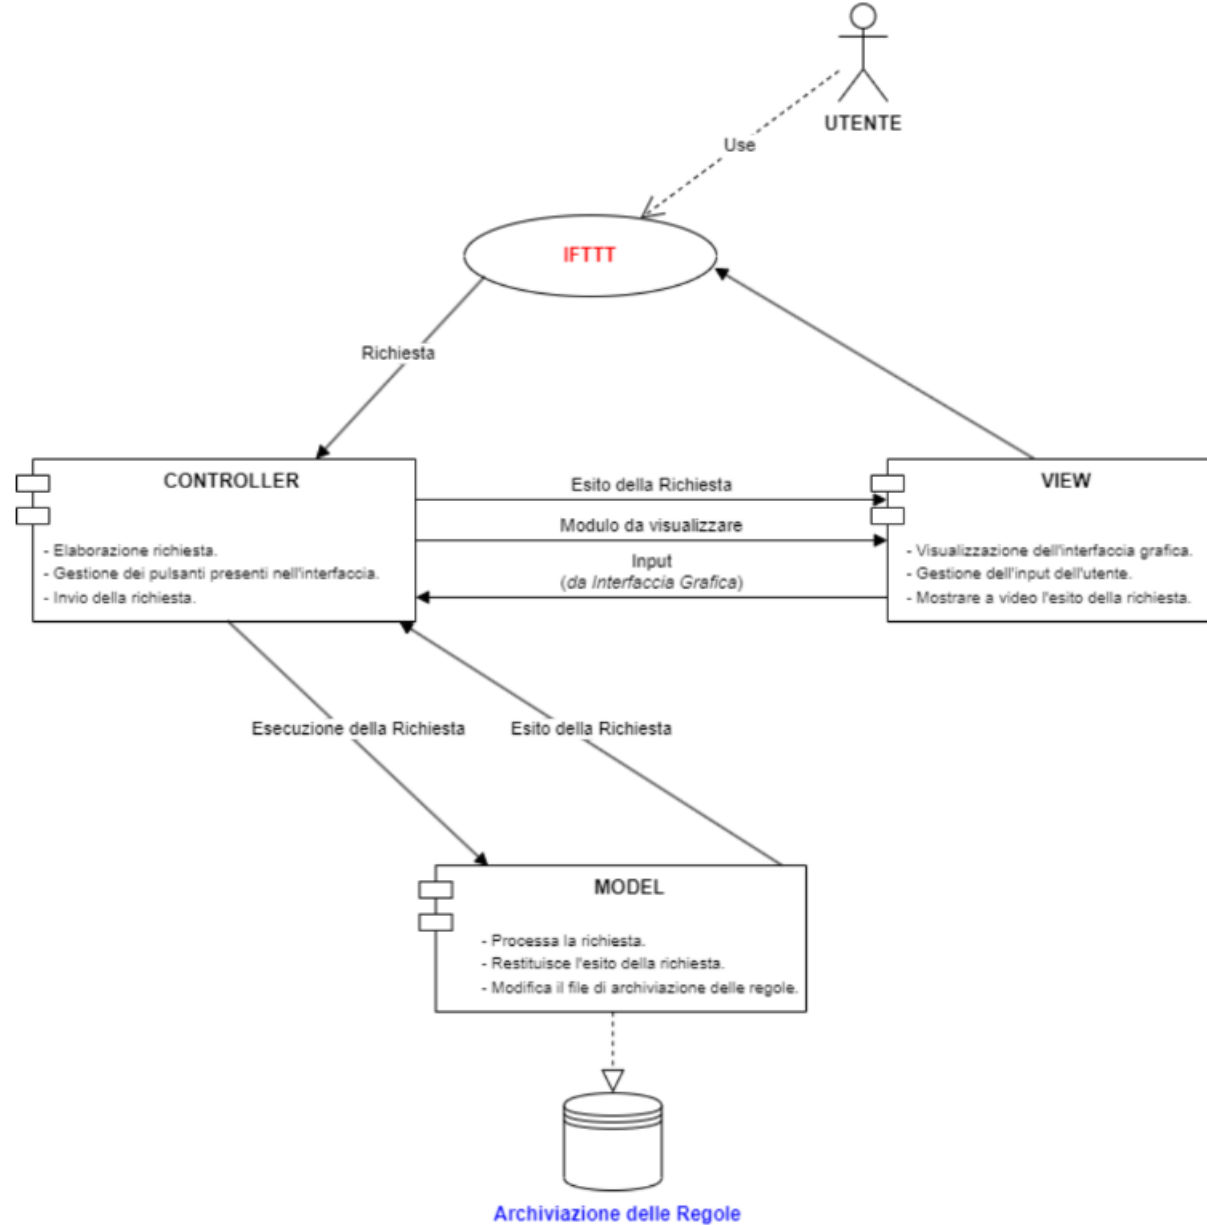 UTENTE
Use
IFTTT
Richiesta
CONTROLLER
- Elaborazione richiesta.
- Gestione dei pulsanti presenti nell'interfaccia.
- Invio della richiesta.
Esito della Richiesta
Modulo da visualizzare
Input
(da Interfaccia Grafica)
VIEW
- Visualizzazione dell'interfaccia grafica.
- Gestione dell'input dell'utente.
- Mostrare a video l'esito della richiesta.
Esecuzione della Richiesta
Esito della Richiesta
MODEL
- Processa la richiesta.
- Restituisce l'esito della richiesta.
- Modifica il file di archiviazione delle regole.
Archiviazione delle Regole